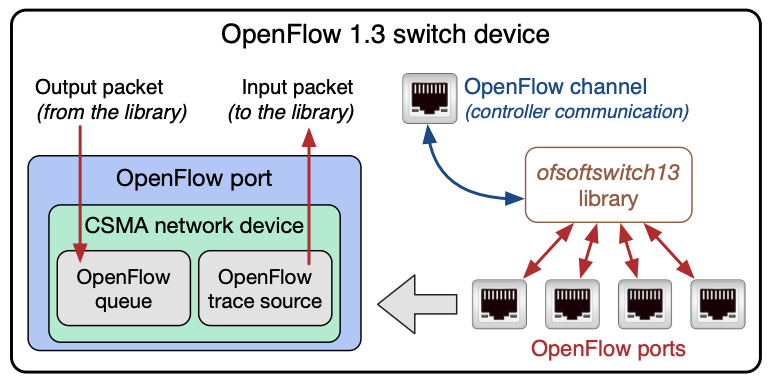 OpenFlow 1.3 switch device
Output packet
(from the library)
Input packet
(to the library)
OpenFlow channel
(controller communication)
OpenFlow port
CSMA network device
OpenFlow
queue
OpenFlow
trace source
ofsoftswitch13
library
OpenFlow ports